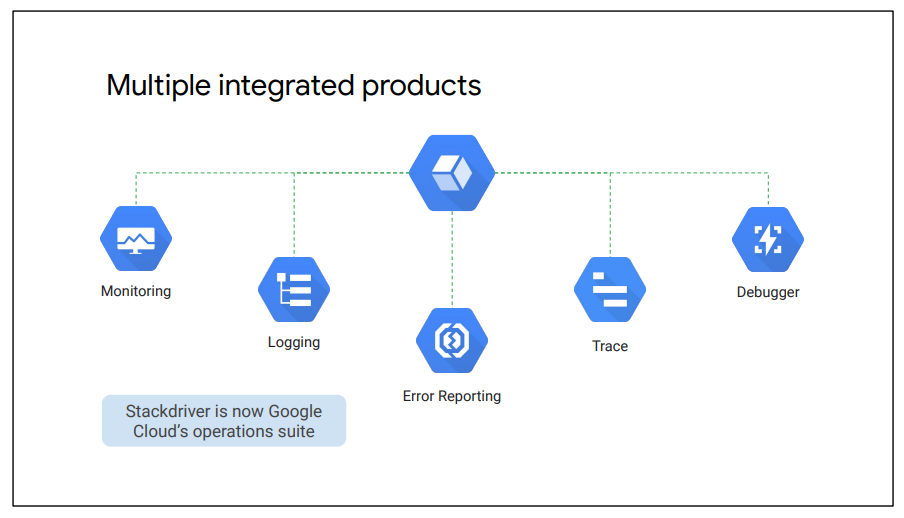 Multiple integrated products
Monitoring
Logging
Error Reporting
Trace
Debugger
Stackdriver is now Google
Cloud’s operations suite